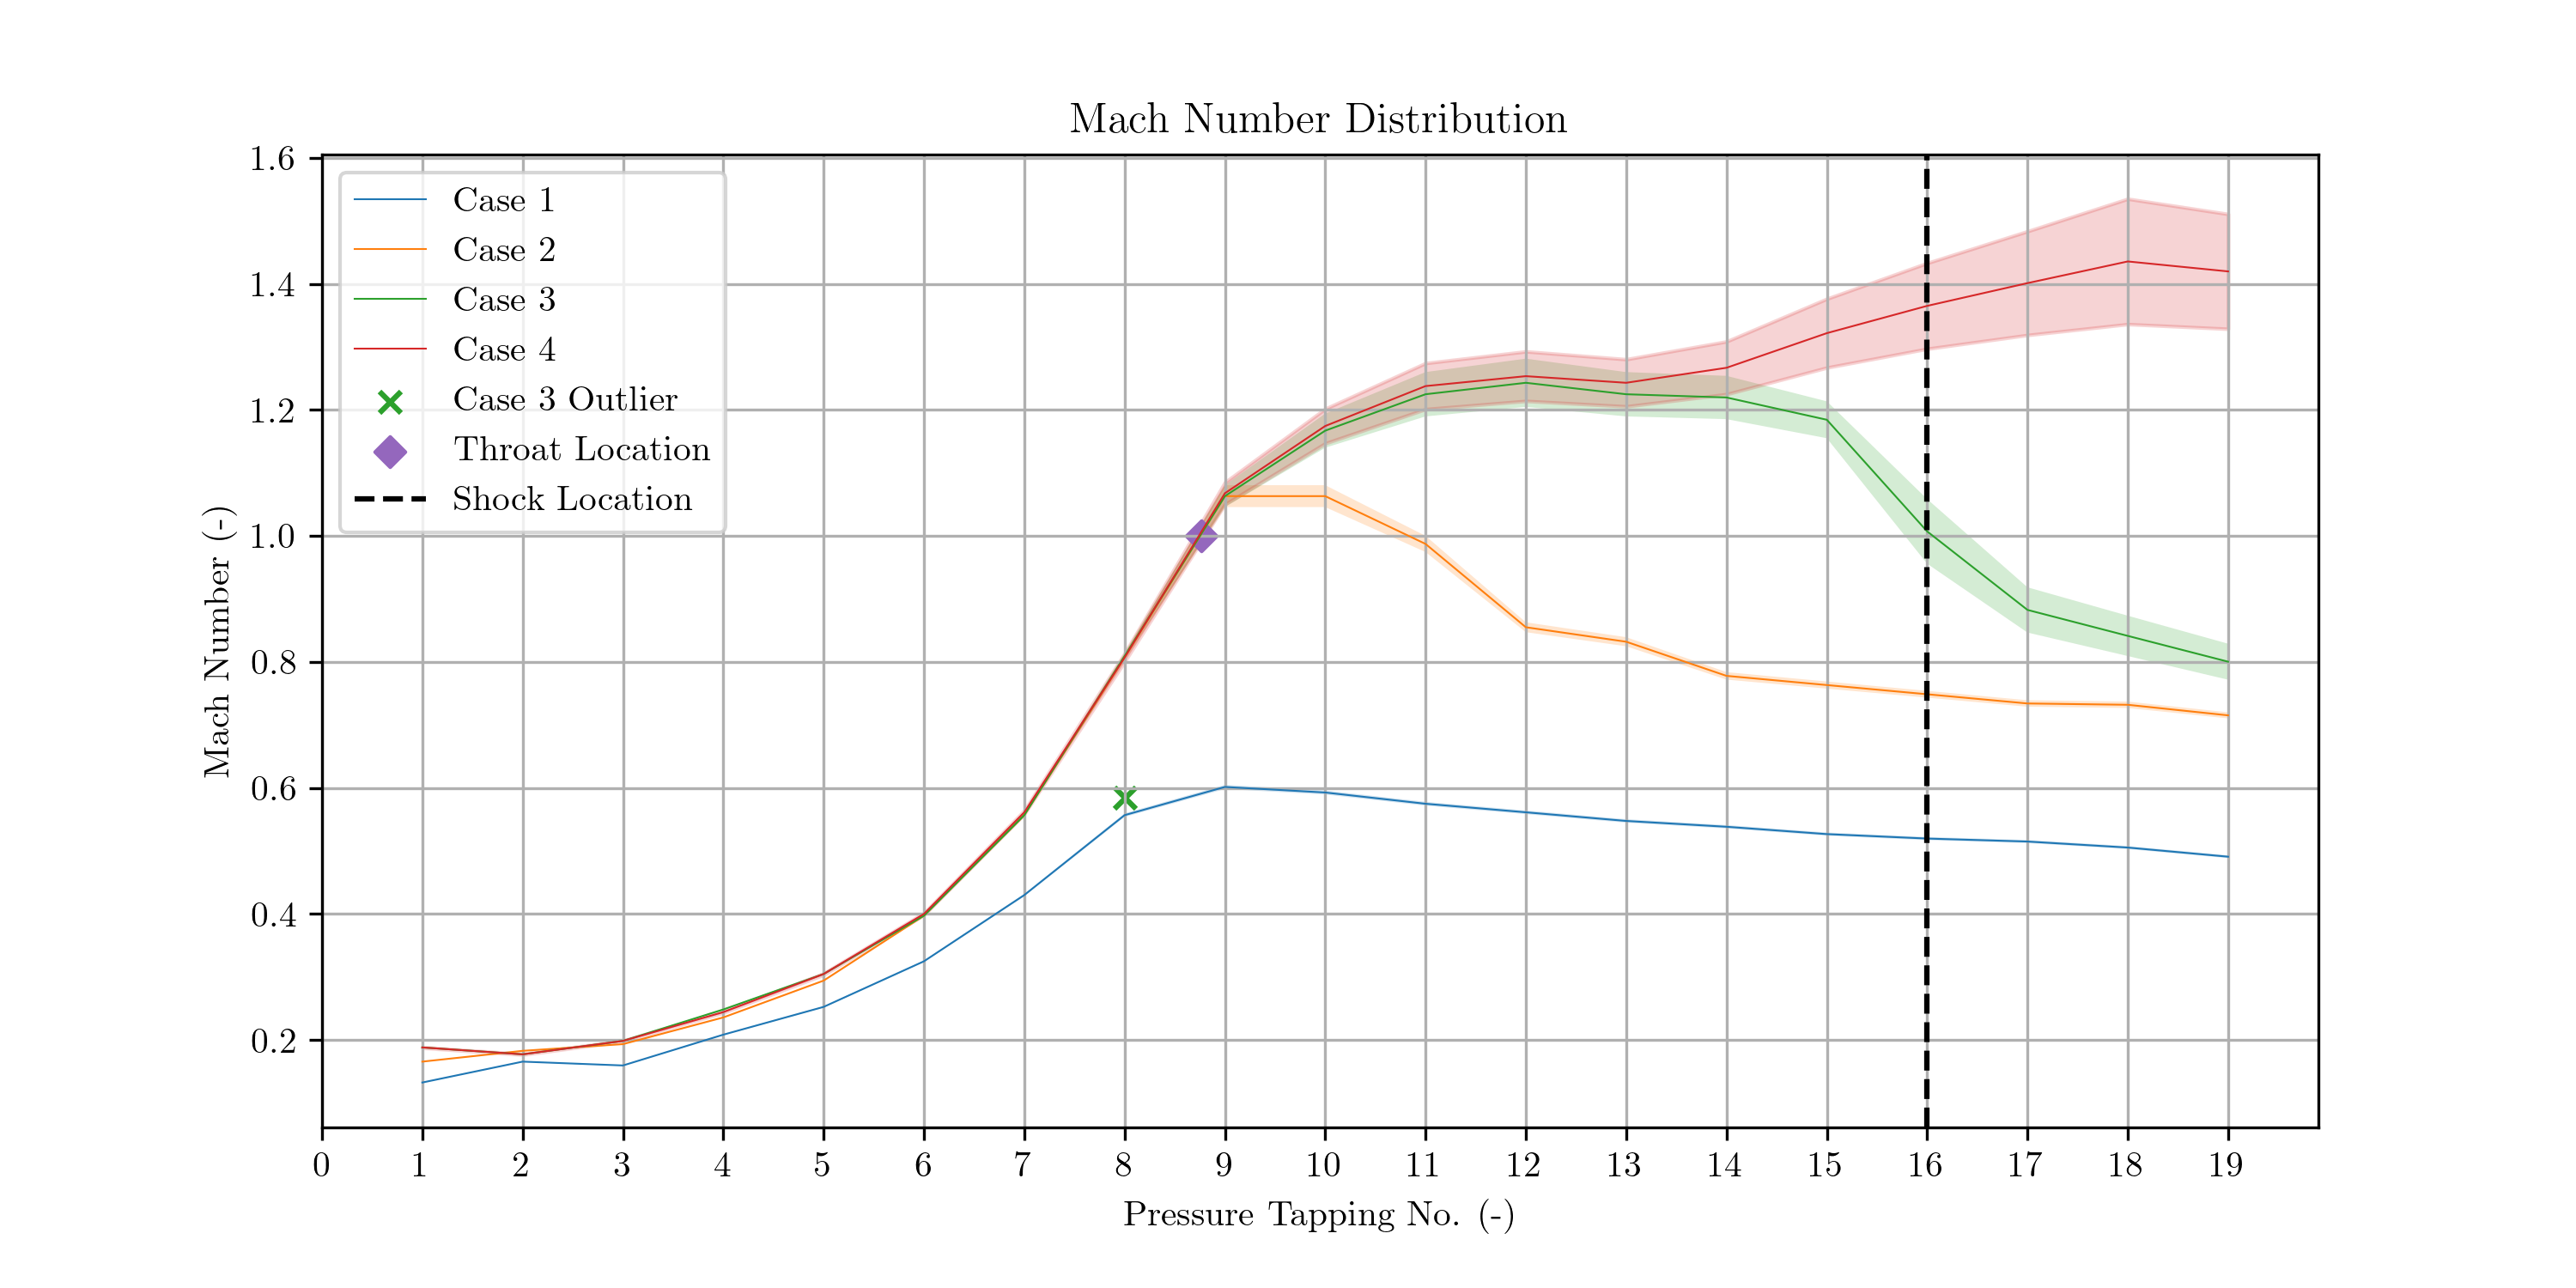 Mach Number Distribution
1.6
1.4
1.2
1.0
0.8
0.6
0.4
0.2
Mach Number (-)
Case 1
Case 2
Case 3
Case 4
Case 3 Outlier
Throat Location
Shock Location
0 1 2 3 4 5 6 7 8 9 10 11 12 13 14 15 16 17 18 19
Pressure Tapping No. (-)